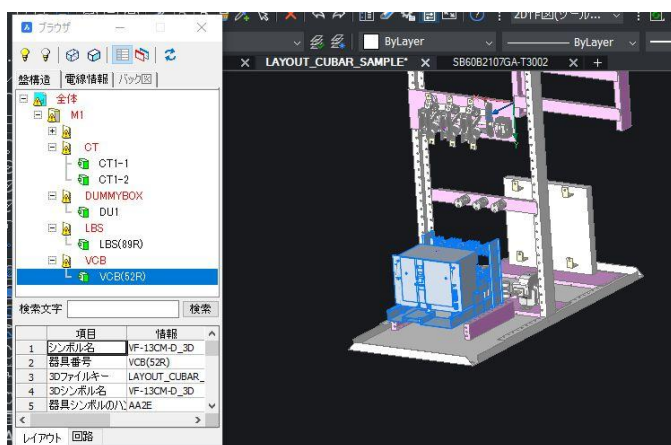 ブラウザ
2D1F図(ツール...
ByLayer
ByLayer
盤構造 電線情報 パック図
LAYOUT_CUBAR_SAMPLE*
SB60B2107GA-T3002
全体
M1
CT
CT1-1
CT1-2
DUMMYBOX
DU1
LBS
LBS(89R)
VCB
VCB(52R)
検索文字 検索
項目 情報
1 シンボル名 VF-13CM-D_3D
2 器具番号 VCB(52R)
3 3Dファイルキー LAYOUT_CUBAR_
4 3Dシンボル名 VF-13CM-D_3D
5 器具シンボルのハン AA2E
レイアウト 回路